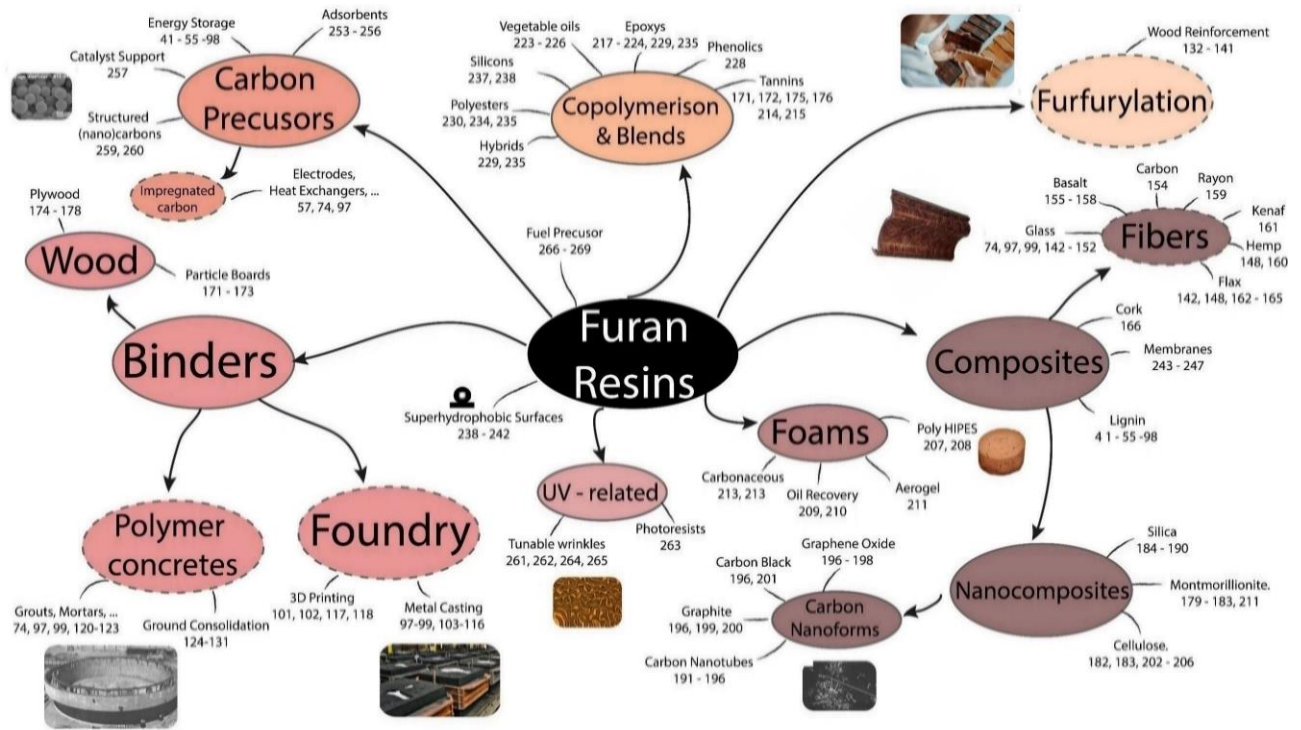 Energy Storage
41 - 55 -98
Adsorbents
253 - 256
Catalyst Support
257
Carbon
Precusors
Structured
(nano)carbons
259, 260
Impregnated
carbon
Electrodes,
Heat Exchangers, ...
57, 74, 97
Vegetable oils
223 - 226
Epoxys
217 - 224, 229, 235
Phenolics
228
Silicons
237, 238
Tannins
171, 172, 175, 176
214, 215
Polyesters
230, 234, 235
Hybrids
229, 235
Copolymerison
& Blends
Wood Reinforcement
132 - 141
Furfurylation
Plywood
174 - 178
Wood
Particle Boards
171 - 173
Binders
Fuel Precusor
266 - 269
Furan
Resins
Superhydrophobic Surfaces
238 - 242
Carbon
154
Rayon
159
Basalt
155 - 158
Kenaf
161
Glass
74, 97, 99, 142 - 152
Fibers
Hemp
148, 160
Flax
142, 148, 162 - 165
Composites
Cork
166
Membranes
243 - 247
Lignin
4 1 - 55 -98
Foams
Poly HIPES
207, 208
Carbonaceous
213, 213
Oil Recovery
209, 210
Aerogel
211
UV - related
Tunable wrinkles
261, 262, 264, 265
Photoresists
263
Polymer
concretes
Grouts, Mortars, ...
74, 97, 99, 120-123
Ground Consolidation
124-131
Foundry
3D Printing
101, 102, 117, 118
Metal Casting
97-99, 103-116
Nanocomposites
Silica
184 - 190
Montmorillionite.
179 - 183, 211
Cellulose.
182, 183, 202 - 206
Carbon
Nanoforms
Graphene Oxide
196 - 198
Carbon Black
196, 201
Graphite
196, 199, 200
Carbon Nanotubes
191 - 196